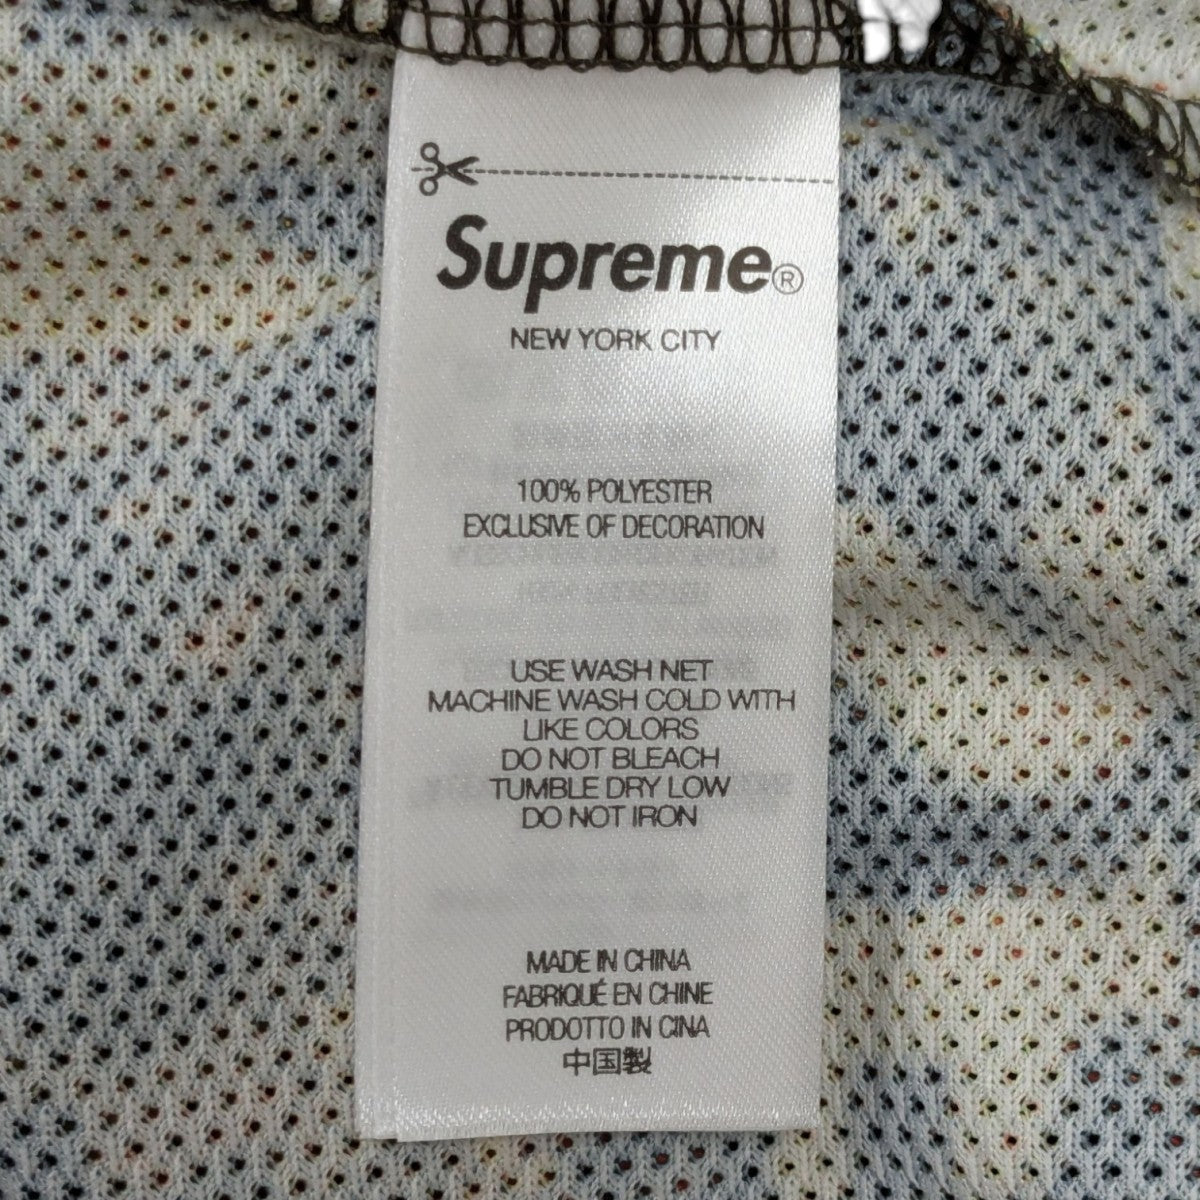 Supreme®
NEW YORK CITY
100% POLYESTER
EXCLUSIVE OF DECORATION
USE WASH NET
MACHINE WASH COLD WITH
LIKE COLORS
DO NOT BLEACH
TUMBLE DRY LOW
DO NOT IRON
MADE IN CHINA
FABRIQUÉ EN CHINE
PRODOTTO IN CINA
中国製